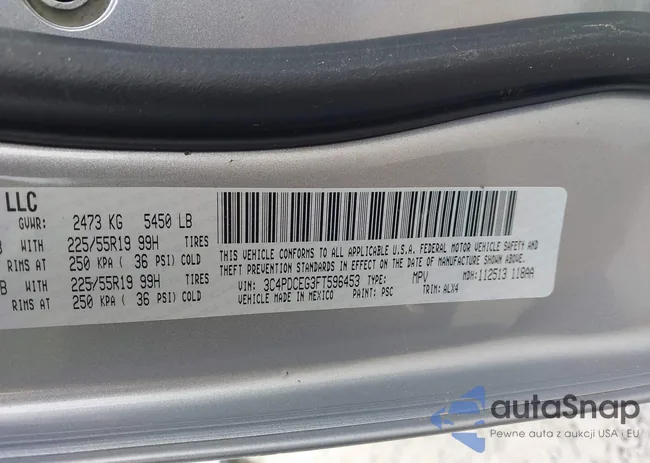 LLC
GVWR: 2473 KG 5450 LB
WITH 225/55R19 99H TIRES
RIMS AT 250 KPA ( 36 PSI) COLD
WITH 225/55R19 99H TIRES
RIMS AT 250 KPA ( 36 PSI) COLD
THIS VEHICLE CONFORMS TO ALL APPLICABLE U.S.A. FEDERAL MOTOR VEHICLE SAFETY AND
THEFT PREVENTION STANDARDS IN EFFECT ON THE DATE OF MANUFACTURE SHOWN ABOVE.
VIN: 3C4PDCEG3FT596453 TYPE: MPV MDH: 112513 118AA
VEHICLE MADE IN MEXICO PAINT: PSC TRIM: ALX4
autaSnap
Pewne auta z aukcji USA i EU